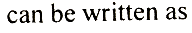 can be written as